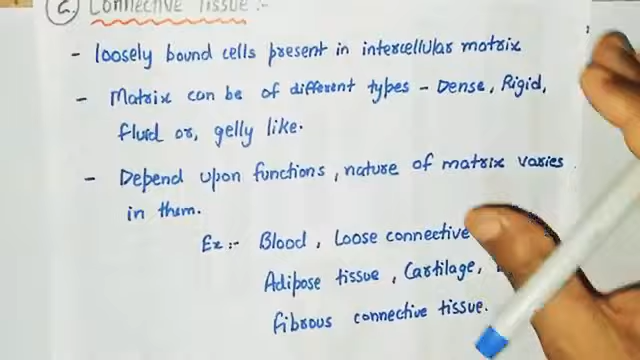 C. Connective Tissue :-
- loosely bound cells present in intercellular matrix
- Matrix can be of different types - Dense, Rigid,
fluid or, gelly like.
- Depend upon functions, nature of matrix varies
in them.
Ex:- Blood, Loose connective
Adipose tissue, Cartilage,
fibrous connective tissue.